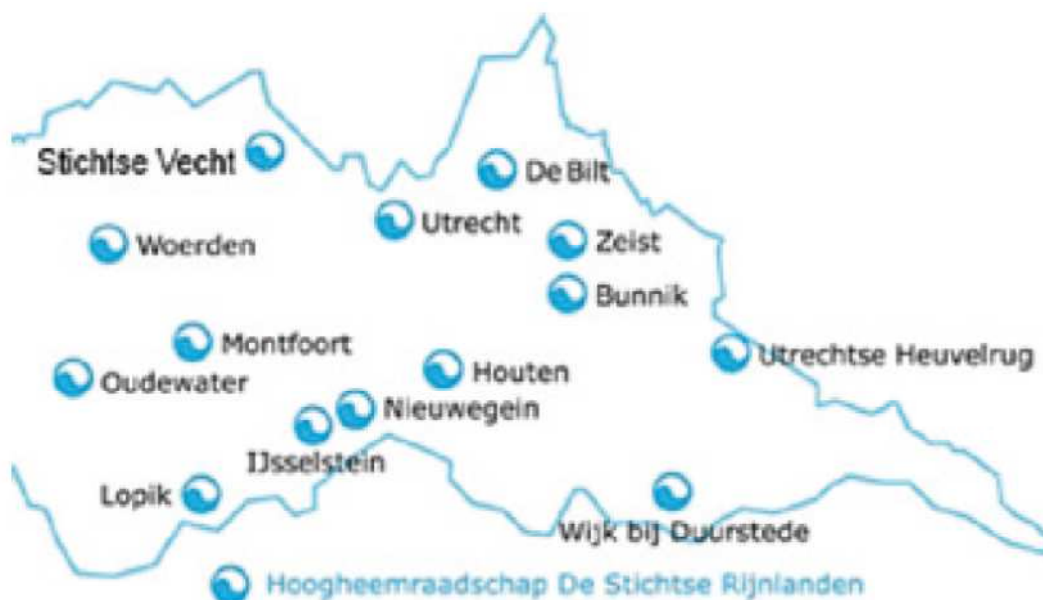 Stichtse Vecht
De Bilt
Utrecht
Woerden
Zeist
Bunnik
Montfoort
Utrechtse Heuvelrug
Oudewater
Houten
Nieuwegein
IJsselstein
Lopik
Wijk bij Duurstede
Hoogheemraadschap De Stichtse Rijnlanden